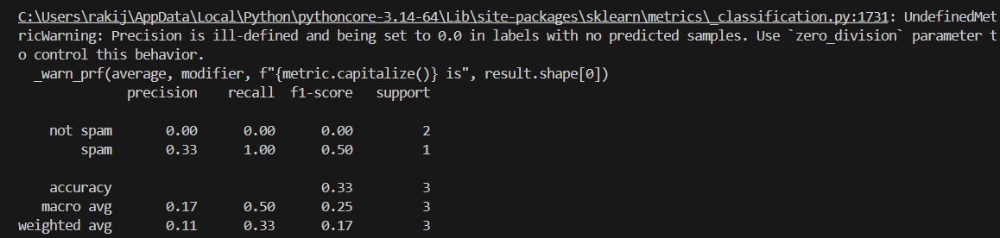 C:\Users\rakij\AppData\Local\Python\pythoncore-3.14-64\Lib\site-packages\sklearn\metrics\_classification.py:1731: UndefinedMet
ricWarning: Precision is ill-defined and being set to 0.0 in labels with no predicted samples. Use `zero_division` parameter t
o control this behavior.
  _warn_prf(average, modifier, f"{metric.capitalize()} is", result.shape[0])
              precision    recall  f1-score   support

    not spam       0.00      0.00      0.00         2
        spam       0.33      1.00      0.50         1

    accuracy                           0.33         3
   macro avg       0.17      0.50      0.25         3
weighted avg       0.11      0.33      0.17         3